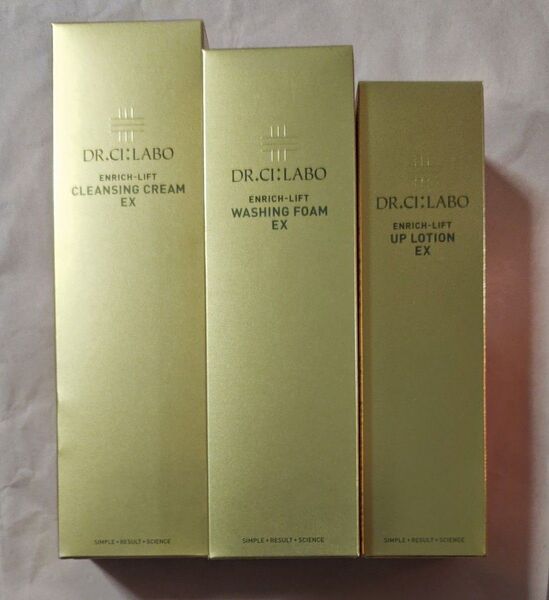 DR.CI:LABO
ENRICH-LIFT
CLEANSING CREAM
EX
SIMPLE • RESULT • SCIENCE
DR.CI:LABO
ENRICH-LIFT
WASHING FOAM
EX
SIMPLE • RESULT • SCIENCE
DR.CI:LABO
ENRICH-LIFT
UP LOTION
EX
SIMPLE • RESULT • SCIENCE